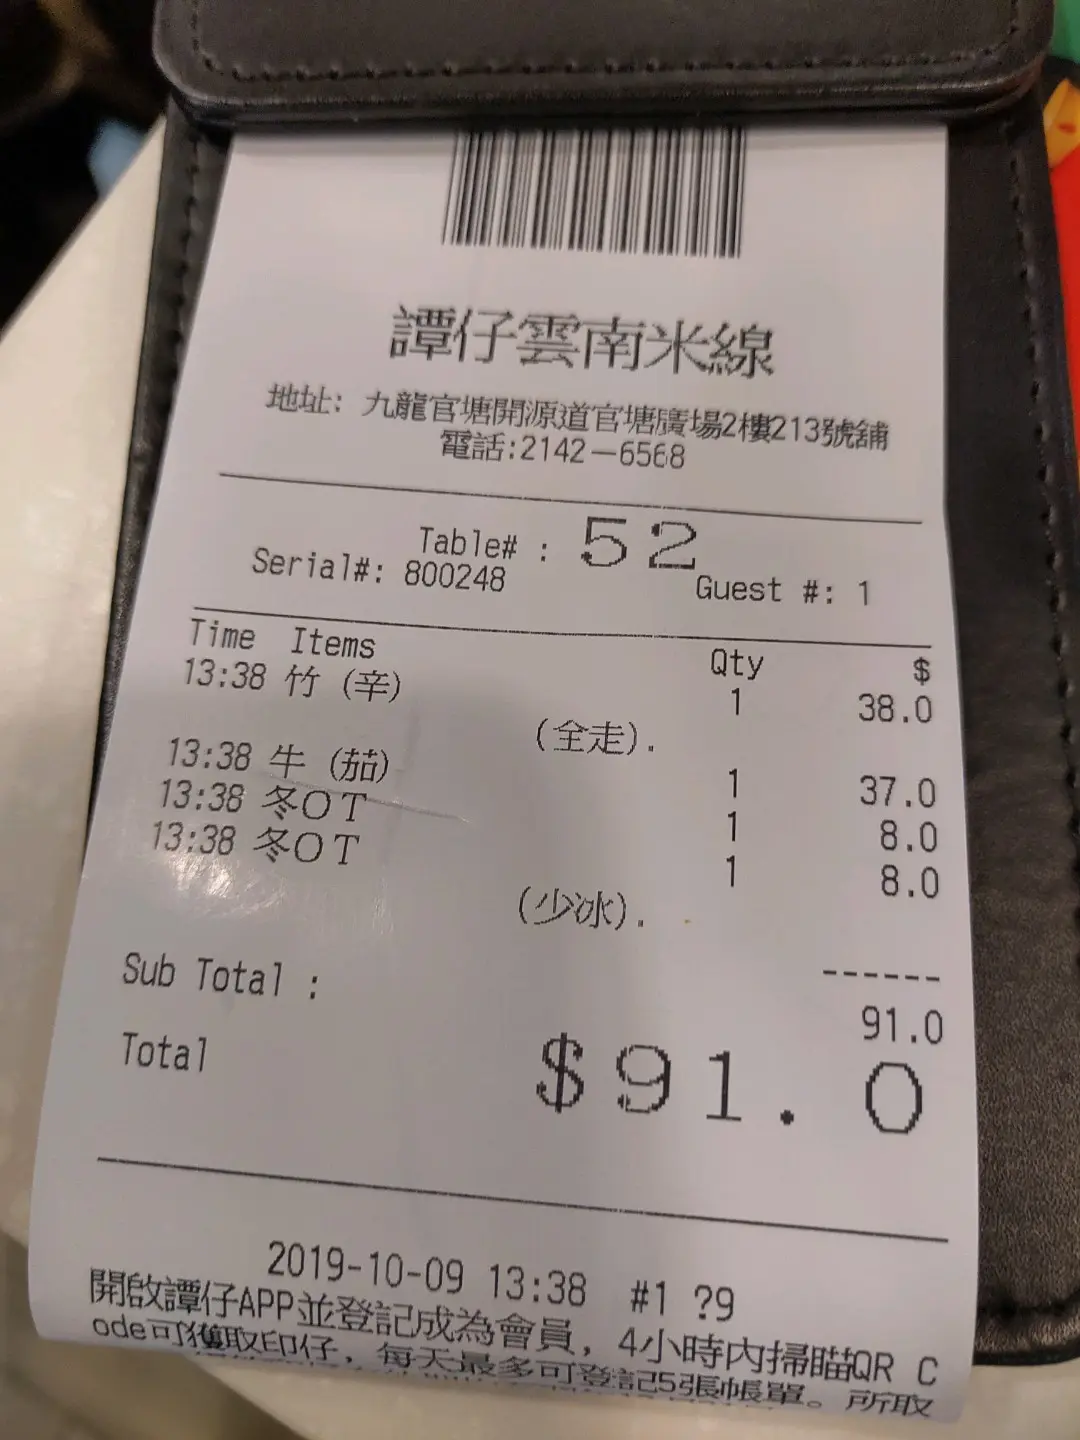 譚仔雲南米線
地址: 九龍官塘開源道官塘廣場2樓213號舖
電話:2142-6568
Table# : 52
Serial#: 800248 Guest #: 1
Time Items Qty $
13:38 竹 (辛) 1 38.0
(全走).
13:38 牛 (茄) 1 37.0
13:38 冬OT 1 8.0
13:38 冬OT 1 8.0
(少冰).
------
Sub Total : 91.0
Total $91.0
2019-10-09 13:38 #1 ?9
開啟譚仔APP並登記成為會員, 4小時內掃瞄QR C
ode可獲取印仔, 每天最多可登記5張帳單。所取